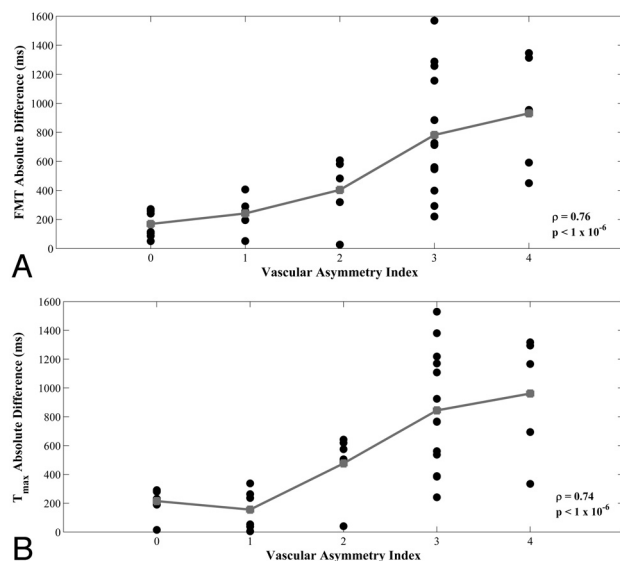 1600
1400
1200
1000
800
600
400
200
0
FMT Absolute Difference (ms)
ρ = 0.76
p < 1 x 10⁻⁶
0 1 2 3 4
Vascular Asymmetry Index
A
1600
1400
1200
1000
800
600
400
200
0
Tmax Absolute Difference (ms)
ρ = 0.74
p < 1 x 10⁻⁶
0 1 2 3 4
Vascular Asymmetry Index
B